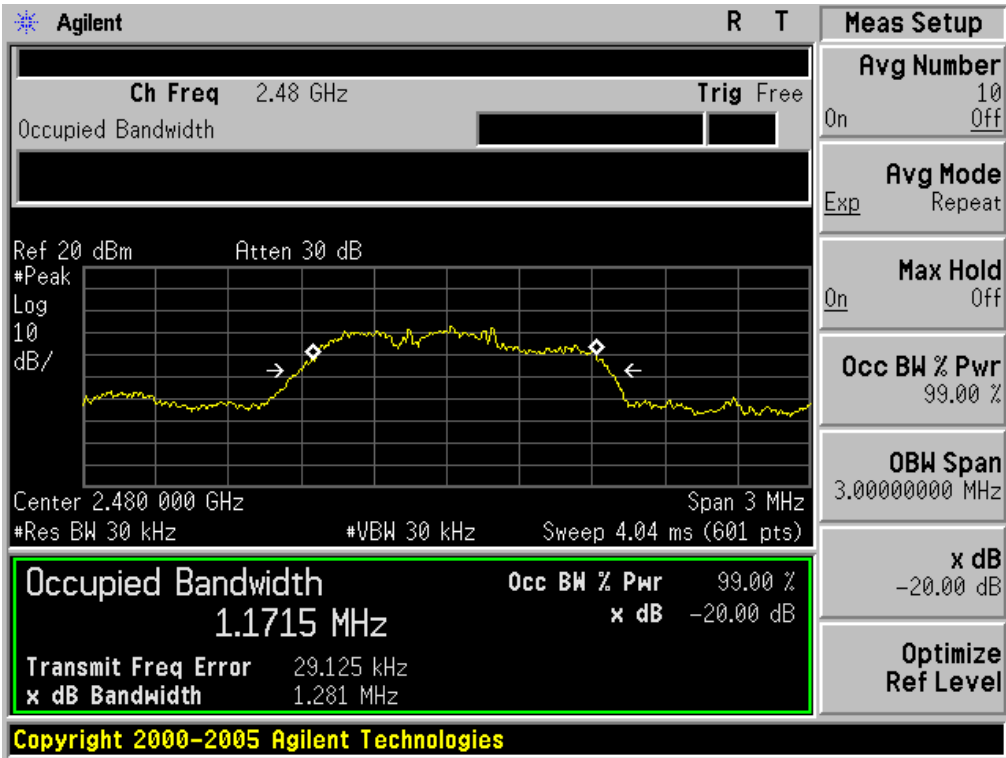 Agilent R T
Ch Freq 2.48 GHz Trig Free
Occupied Bandwidth
Ref 20 dBm Atten 30 dB
#Peak
Log
10
dB/
Center 2.480 000 GHz Span 3 MHz
#Res BW 30 kHz #VBW 30 kHz Sweep 4.04 ms (601 pts)
Occupied Bandwidth Occ BW % Pwr 99.00 %
1.1715 MHz x dB -20.00 dB
Transmit Freq Error 29.125 kHz
x dB Bandwidth 1.281 MHz
Copyright 2000-2005 Agilent Technologies
Meas Setup
Avg Number
10
On Off
Avg Mode
Exp Repeat
Max Hold
On Off
Occ BW % Pwr
99.00 %
OBW Span
3.00000000 MHz
x dB
-20.00 dB
Optimize
Ref Level